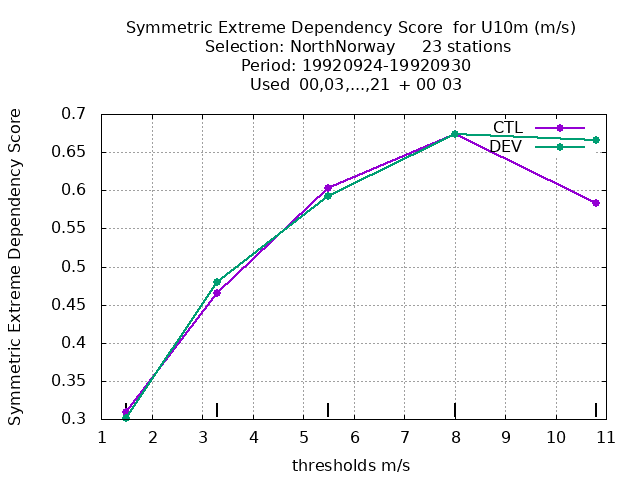 Symmetric Extreme Dependency Score  for U10m (m/s)
Selection: NorthNorway      23 stations
Period: 19920924-19920930
Used  00,03,...,21  + 00 03
Symmetric Extreme Dependency Score
0.7
0.65
0.6
0.55
0.5
0.45
0.4
0.35
0.3
CTL
DEV
1 2 3 4 5 6 7 8 9 10 11
thresholds m/s